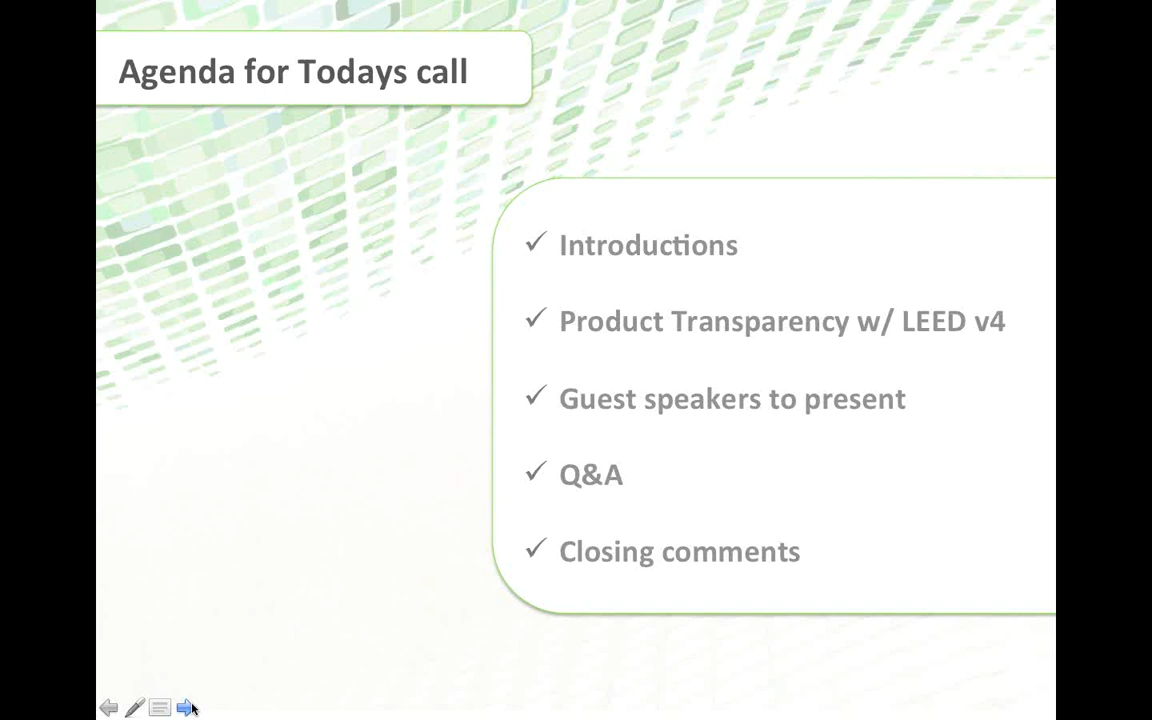 Agenda for Todays call
Introductions
Product Transparency w/ LEED v4
Guest speakers to present
Q&A
Closing comments